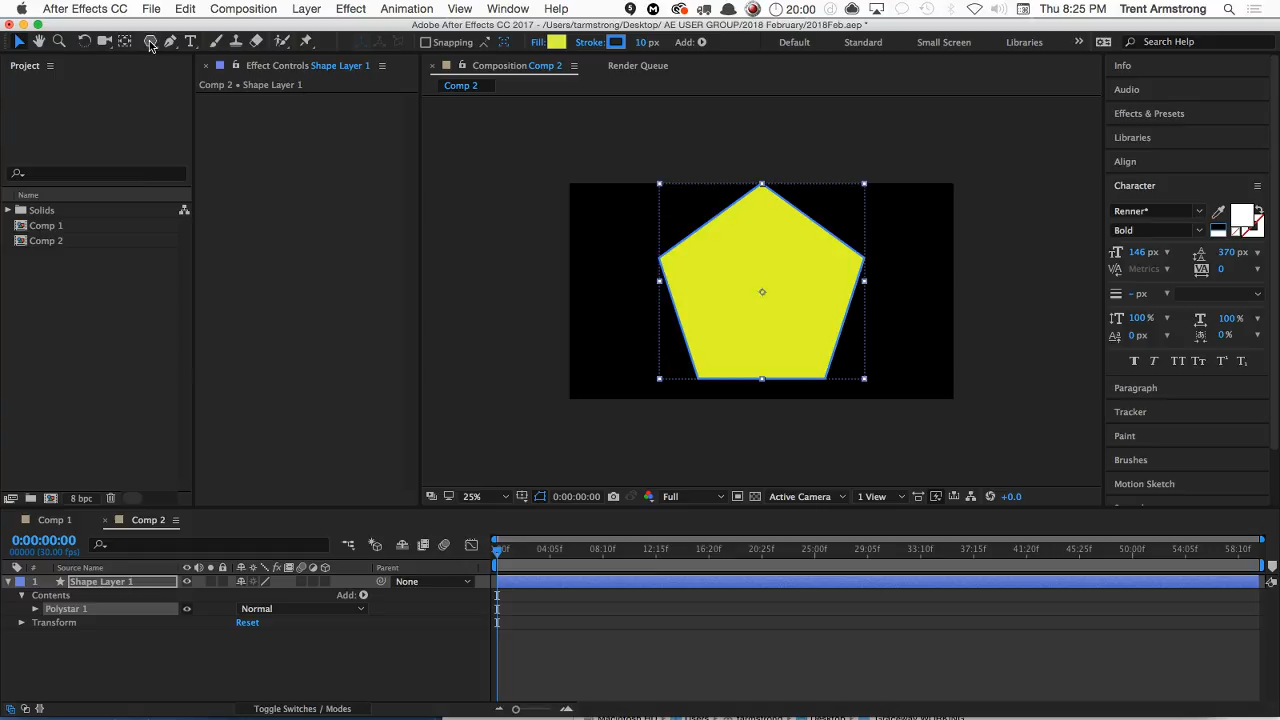 After Effects CC File Edit Composition Layer Effect Animation View Window Help 20:00 Thu 8:25 PM Trent Armstrong
Adobe After Effects CC 2017 - /Users/tarmstrong/Desktop/ AE USER GROUP/2018 February/2018Feb.aep *
Snapping Fill: Stroke: 10 px Add: Default Standard Small Screen Libraries Search Help
Project
Effect Controls Shape Layer 1
Composition Comp 2
Render Queue
Info
Comp 2 • Shape Layer 1
Comp 2
Audio
Effects & Presets
Libraries
Align
Character
Name
Solids
Comp 1
Comp 2
Renner*
Bold
146 px 370 px
Metrics 0
- px
100 % 100 %
0 px 0 %
T T TT Tт T¹ T₁
Paragraph
Tracker
Paint
Brushes
Motion Sketch
8 bpc
25% 0:00:00:00 Full Active Camera 1 View +0.0
Comp 1
Comp 2
0:00:00:00
00000 (30.00 fps)
:00f 04:05f 08:10f 12:15f 16:20f 20:25f 25:00f 29:05f 33:10f 37:15f 41:20f 45:25f 50:00f 54:05f 58:10f
# Source Name Parent
1 Shape Layer 1 None
Contents Add:
Polystar 1 Normal
Transform Reset
Toggle Switches / Modes